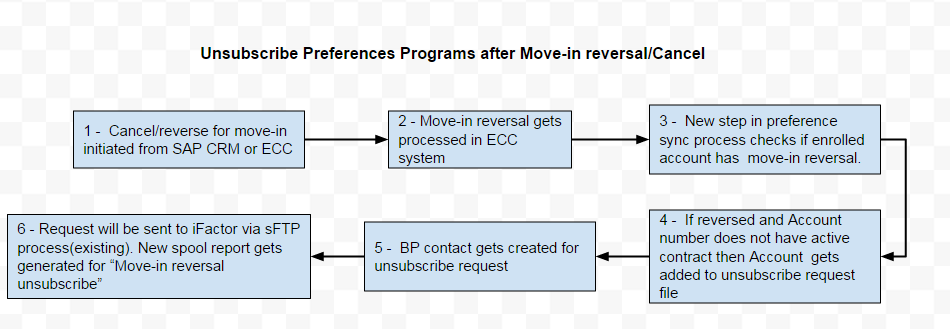 Unsubscribe Preferences Programs after Move-in reversal/Cancel
1 -  Cancel/reverse for move-in
initiated from SAP CRM or ECC
2 - Move-in reversal gets
processed in ECC
system
3 -  New step in preference
sync process checks if enrolled
account has  move-in reversal.
4 -  If reversed and Account
number does not have active
contract then Account  gets
added to unsubscribe request
file
5 -  BP contact gets created for
unsubscribe request
6 - Request will be sent to iFactor via sFTP
process(existing). New spool report gets
generated for “Move-in reversal
unsubscribe”